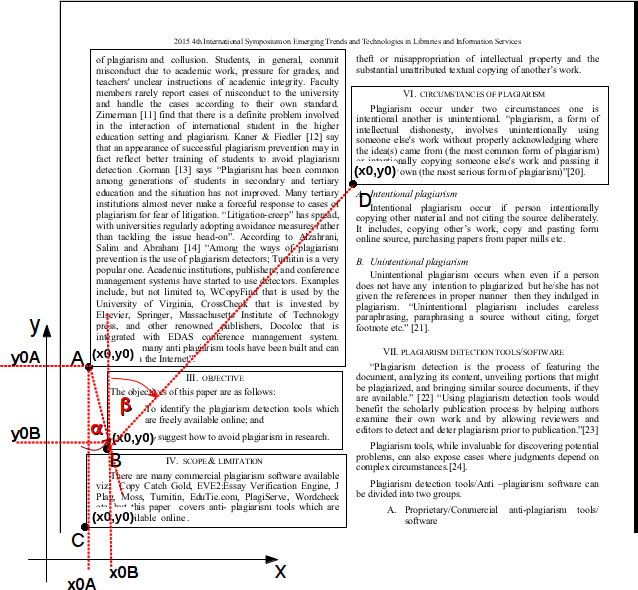 2015 4th International Symposium on Emerging Trends and Technologies in Libraries and Information Services
of plagiarism and collusion. Students, in general, commit
misconduct due to academic work, pressure for grades, and
teachers' unclear instructions of academic integrity. Faculty
members rarely report cases of misconduct to the university
and handle the cases according to their own standard.
Zimerman [11] find that there is a definite problem involved
in the interaction of international student in the higher
education setting and plagiarism. Kaner & Fiedler [12] say
that an appearance of successful plagiarism prevention may in
fact reflect better training of students to avoid plagiarism
detection .Gorman [13] says "Plagiarism has been common
among generations of students in secondary and tertiary
education and the situation has not improved. Many tertiary
institutions almost never make a forceful response to cases of
plagiarism for fear of litigation. "Litigation-creep" has spread,
with universities regularly adopting avoidance measures rather
than tackling the issue head-on". According to Alzahrani,
Salim and Abraham [14] "Among the ways of plagiarism
prevention is the use of plagiarism detectors; Turnitin is a very
popular one. Academic institutions, publishers, and conference
management systems have started to use detectors. Examples
include, but not limited to, WCopyFind that is used by the
University of Virginia, CrossCheck that is invested by
Elsevier, Springer, Massachusetts Institute of Technology
press, and other renowned publishers, Docoloc that is
integrated with EDAS conference management system.
many anti plagiarism tools have been built and can
the Internet"
III. OBJECTIVE
The objectives of this paper are as follows:
To identify the plagiarism detection tools which
are freely available online; and
suggest how to avoid plagiarism in research.
IV. SCOPE & LIMITATION
There are many commercial plagiarism software available
viz. Copy Catch Gold, EVE2:Essay Verification Engine, J
Plag, Moss, Turnitin, EduTie.com, PlagiServe, Wordcheck
but this paper covers anti- plagiarism tools which are
available online .
theft or misappropriation of intellectual property and the
substantial unattributed textual copying of another's work.
VI. CIRCUMSTANCES OF PLAGIARISM
Plagiarism occur under two circumstances one is
intentional another is unintentional. "plagiarism, a form of
intellectual dishonesty, involves unintentionally using
someone else's work without properly acknowledging where
the idea(s) came from (the most common form of plagiarism)
or intentionally copying someone else's work and passing it
own (the most serious form of plagiarism)"[20].
A. Intentional plagiarism
Intentional plagiarism occur if person intentionally
copying other material and not citing the source deliberately.
It includes, copying other's work, copy and pasting form
online source, purchasing papers from paper mills etc.
B. Unintentional plagiarism
Unintentional plagiarism occurs when even if a person
does not have any intention to plagiarized but he/she has not
given the references in proper manner then they indulged in
plagiarism. "Unintentional plagiarism includes careless
paraphrasing, paraphrasing a source without citing, forget
footnote etc." [21].
VII. PLAGIARISM DETECTION TOOLS/SOFTWARE
"Plagiarism detection is the process of featuring the
document, analyzing its content, unveiling portions that might
be plagiarized, and bringing similar source documents, if they
are available." [22] "Using plagiarism detection tools would
benefit the scholarly publication process by helping authors
examine their own work and by allowing reviewers and
editors to detect and deter plagiarism prior to publication."[23]
Plagiarism tools, while invaluable for discovering potential
problems, can also expose cases where judgments depend on
complex circumstances.[24].
Plagiarism detection tools/Anti –plagiarism software can
be divided into two groups.
A. Proprietary/Commercial anti-plagiarism tools/
software
y
y0A
A
(x0,y0)
(x0,y0)
D
β
α
y0B
(x0,y0)
B
(x0,y0)
C
x0A
x0B
x